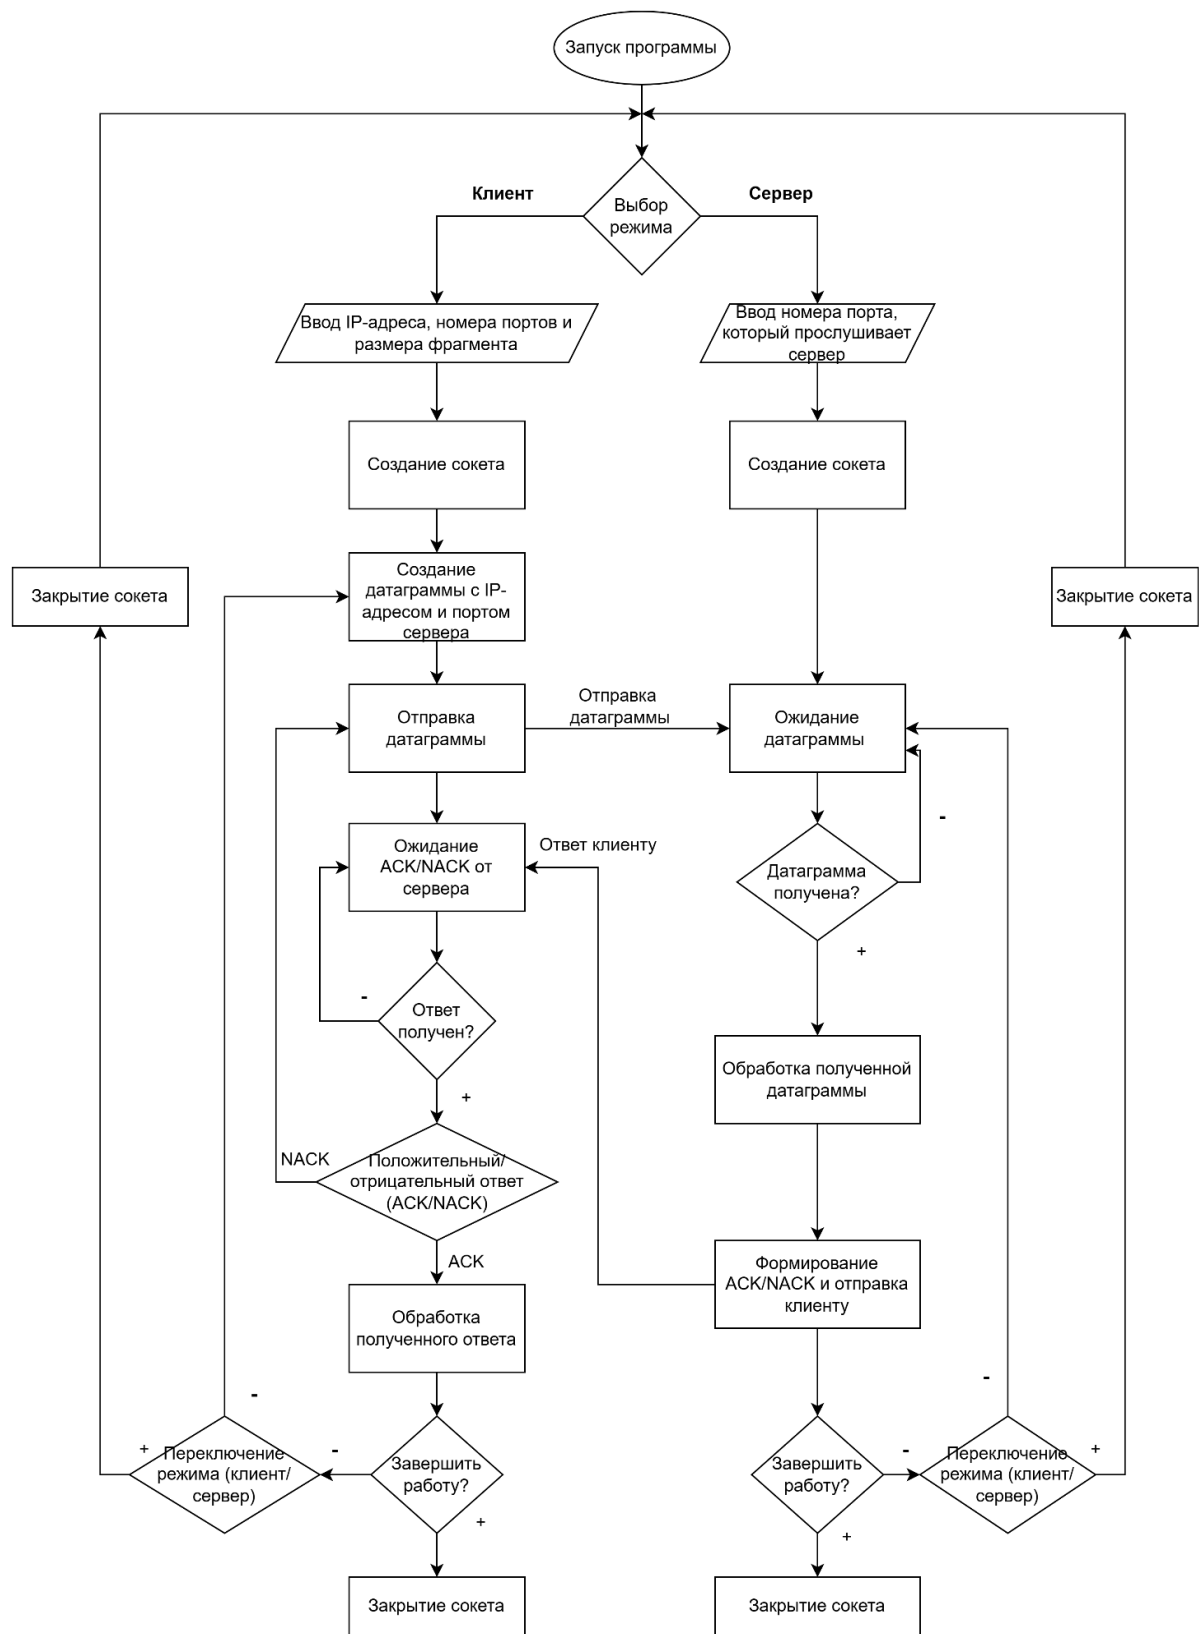 Запуск программы
Клиент
Сервер
Выбор
режима
Ввод IP-адреса, номера портов и
размера фрагмента
Ввод номера порта,
который прослушивает
сервер
Создание сокета
Создание сокета
Создание
датаграммы с IP-
адресом и портом
сервера
Закрытие сокета
Закрытие сокета
Отправка
датаграммы
Отправка
датаграммы
Ожидание
датаграммы
-
Ожидание
ACK/NACK от
сервера
Ответ клиенту
Датаграмма
получена?
+
-
Ответ
получен?
+
Обработка полученной
датаграммы
NACK
Положительный/
отрицательный ответ
(ACK/NACK)
ACK
Формирование
ACK/NACK и отправка
клиенту
Обработка
полученного ответа
-
-
+
Переключение
режима (клиент/
сервер)
-
Завершить
работу?
+
Завершить
работу?
-
+
Переключение
режима (клиент/
сервер)
+
Закрытие сокета
Закрытие сокета